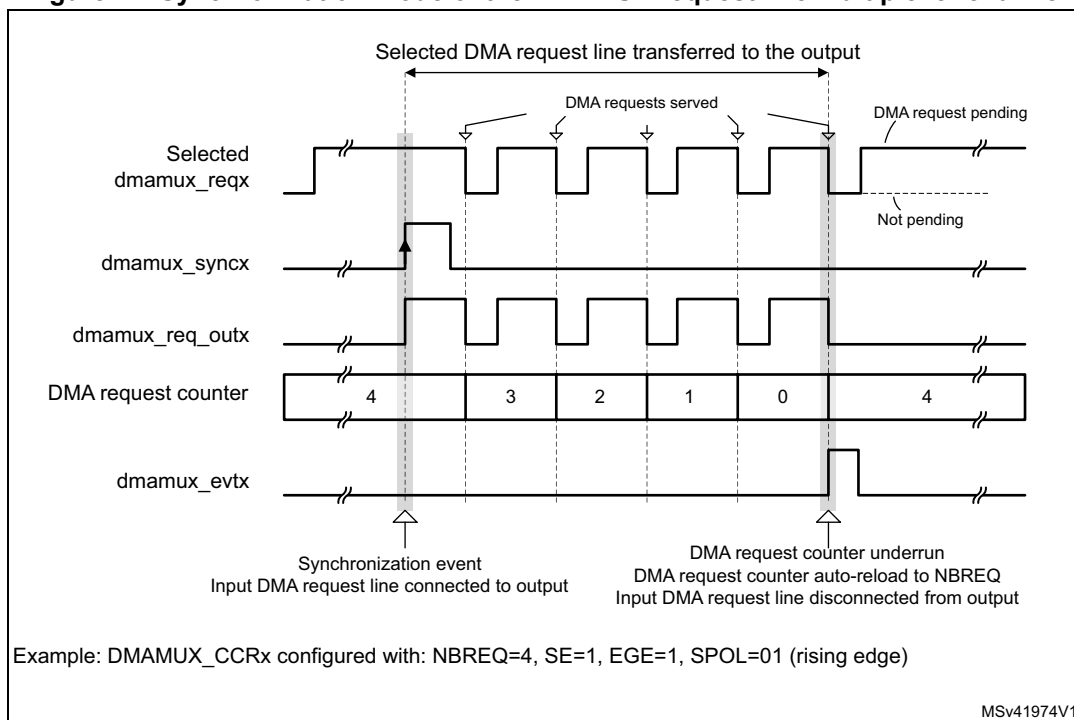 Selected DMA request line transferred to the output
DMA requests served
DMA request pending
Selected
dmamux_reqx
Not pending
dmamux_syncx
dmamux_req_outx
DMA request counter
4
3
2
1
0
4
dmamux_evtx
Synchronization event
Input DMA request line connected to output
DMA request counter underrun
DMA request counter auto-reload to NBREQ
Input DMA request line disconnected from output
Example: DMAMUX_CCRx configured with: NBREQ=4, SE=1, EGE=1, SPOL=01 (rising edge)
MSv41974V1